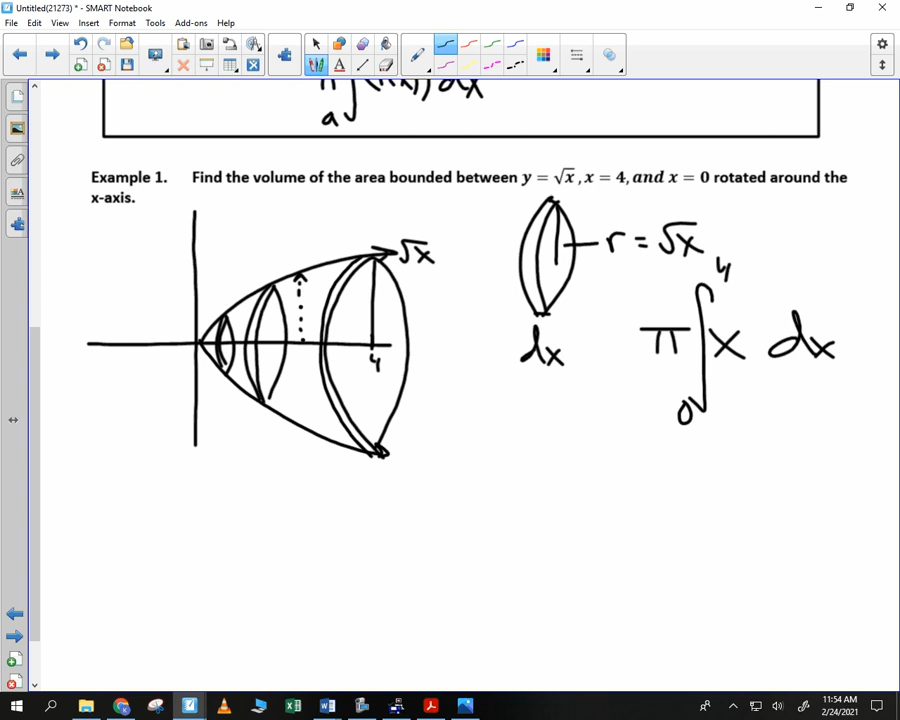 Untitled(21273) * - SMART Notebook
File Edit View Insert Format Tools Add-ons Help
π∫(r(x)) dx
a
Example 1. Find the volume of the area bounded between y = √x , x = 4, and x = 0 rotated around the
x-axis.
√x
r = √x
4
π∫x dx
0
4
dx
11:54 AM
2/24/2021